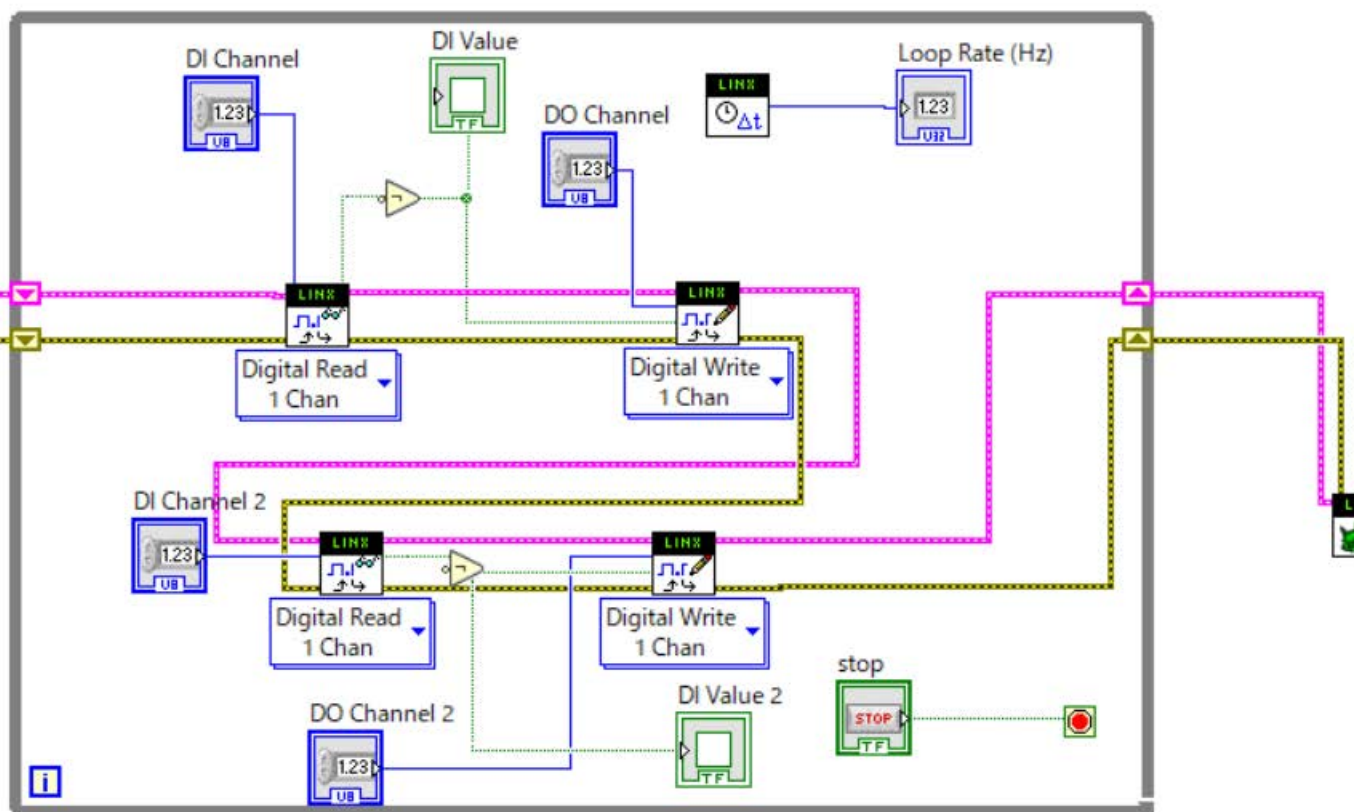 DI Channel
1.23
U8
DI Value
TF
DO Channel
1.23
U8
LINX
Δt
Loop Rate (Hz)
1.23
U32
LINX
Digital Read
1 Chan
LINX
Digital Write
1 Chan
DI Channel 2
1.23
U8
LINX
Digital Read
1 Chan
LINX
Digital Write
1 Chan
DO Channel 2
1.23
U8
DI Value 2
TF
stop
STOP
TF
i